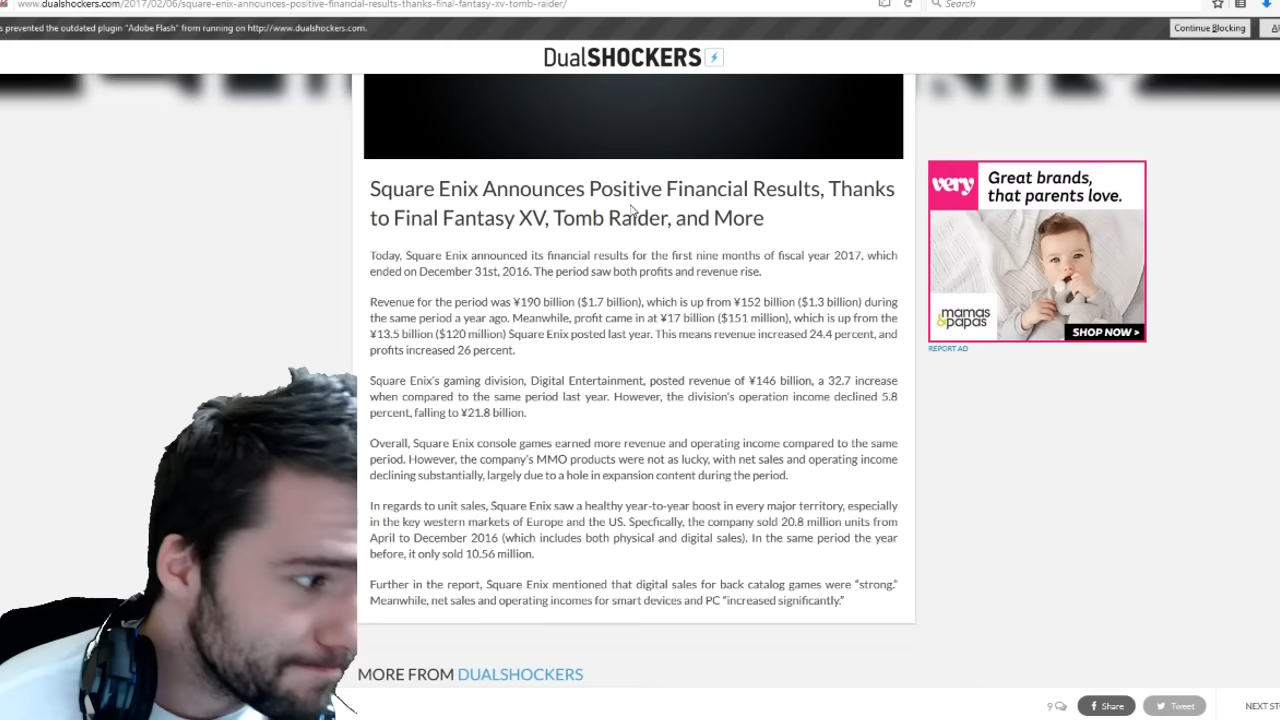 www.dualshockers.com/2017/02/06/square-enix-announces-positive-financial-results-thanks-final-fantasy-xv-tomb-raider/
Search
s prevented the outdated plugin "Adobe Flash" from running on http://www.dualshockers.com.
Continue Blocking
DualSHOCKERS
Square Enix Announces Positive Financial Results, Thanks
to Final Fantasy XV, Tomb Raider, and More
Today, Square Enix announced its financial results for the first nine months of fiscal year 2017, which
ended on December 31st, 2016. The period saw both profits and revenue rise.
Revenue for the period was ¥190 billion ($1.7 billion), which is up from ¥152 billion ($1.3 billion) during
the same period a year ago. Meanwhile, profit came in at ¥17 billion ($151 million), which is up from the
¥13.5 billion ($120 million) Square Enix posted last year. This means revenue increased 24.4 percent, and
profits increased 26 percent.
Square Enix's gaming division, Digital Entertainment, posted revenue of ¥146 billion, a 32.7 increase
when compared to the same period last year. However, the division's operation income declined 5.8
percent, falling to ¥21.8 billion.
Overall, Square Enix console games earned more revenue and operating income compared to the same
period. However, the company's MMO products were not as lucky, with net sales and operating income
declining substantially, largely due to a hole in expansion content during the period.
In regards to unit sales, Square Enix saw a healthy year-to-year boost in every major territory, especially
in the key western markets of Europe and the US. Specfically, the company sold 20.8 million units from
April to December 2016 (which includes both physical and digital sales). In the same period the year
before, it only sold 10.56 million.
Further in the report, Square Enix mentioned that digital sales for back catalog games were "strong."
Meanwhile, net sales and operating incomes for smart devices and PC "increased significantly."
very
Great brands,
that parents love.
mamas
&papas
SHOP NOW >
REPORT AD
MORE FROM DUALSHOCKERS
9
Share
Tweet
NEXT ST